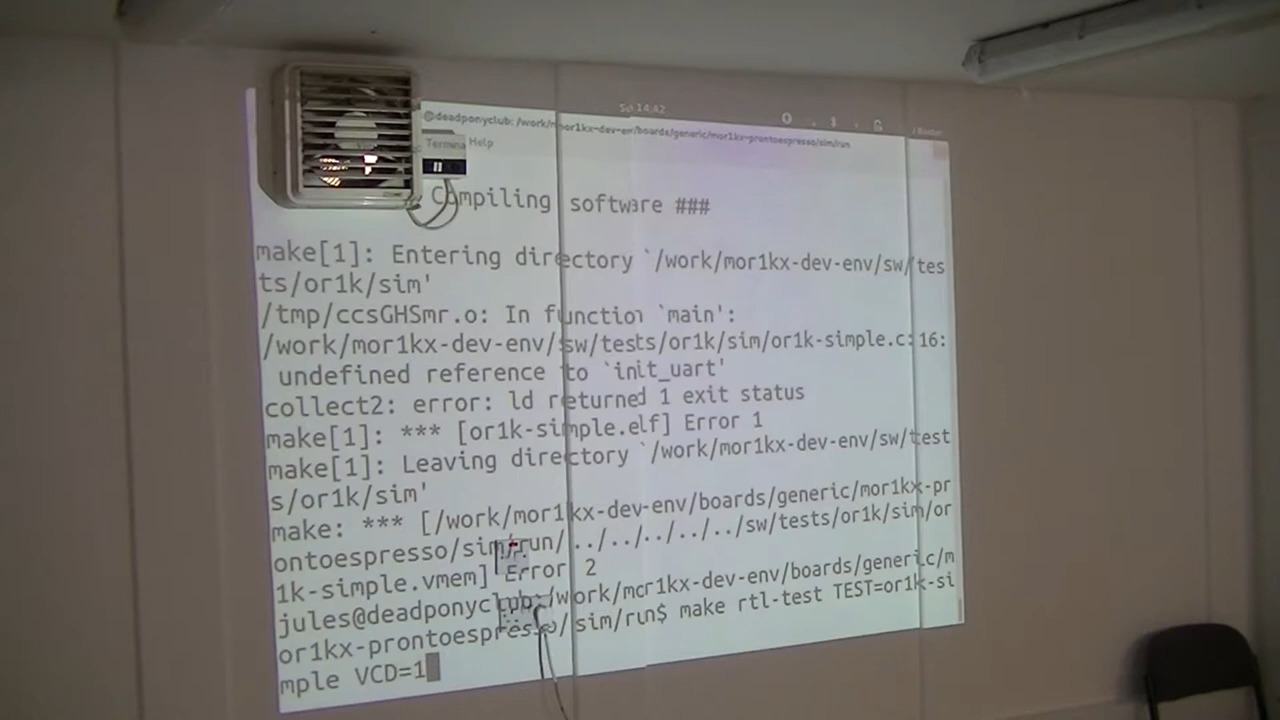 14:42
@deadponyclub: /work/mor1kx-dev-env/boards/generic/mor1kx-prontoespresso/sim/run
Help
Compiling software ###
make[1]: Entering directory `/work/mor1kx-dev-env/sw/tes
ts/or1k/sim'
/tmp/ccsGHSmr.o: In function `main':
/work/mor1kx-dev-env/sw/tests/or1k/sim/or1k-simple.c:16:
undefined reference to `init_uart'
collect2: error: ld returned 1 exit status
make[1]: *** [or1k-simple.elf] Error 1
make[1]: Leaving directory `/work/mor1kx-dev-env/sw/test
s/or1k/sim'
make: *** [/work/mor1kx-dev-env/boards/generic/mor1kx-pr
ontoespresso/sim/run/../../../../../sw/tests/or1k/sim/or
1k-simple.vmem] Error 2
jules@deadponyclub:/work/mor1kx-dev-env/boards/generic/m
or1kx-prontoespresso/sim/run$ make rtl-test TEST=or1k-si
mple VCD=1